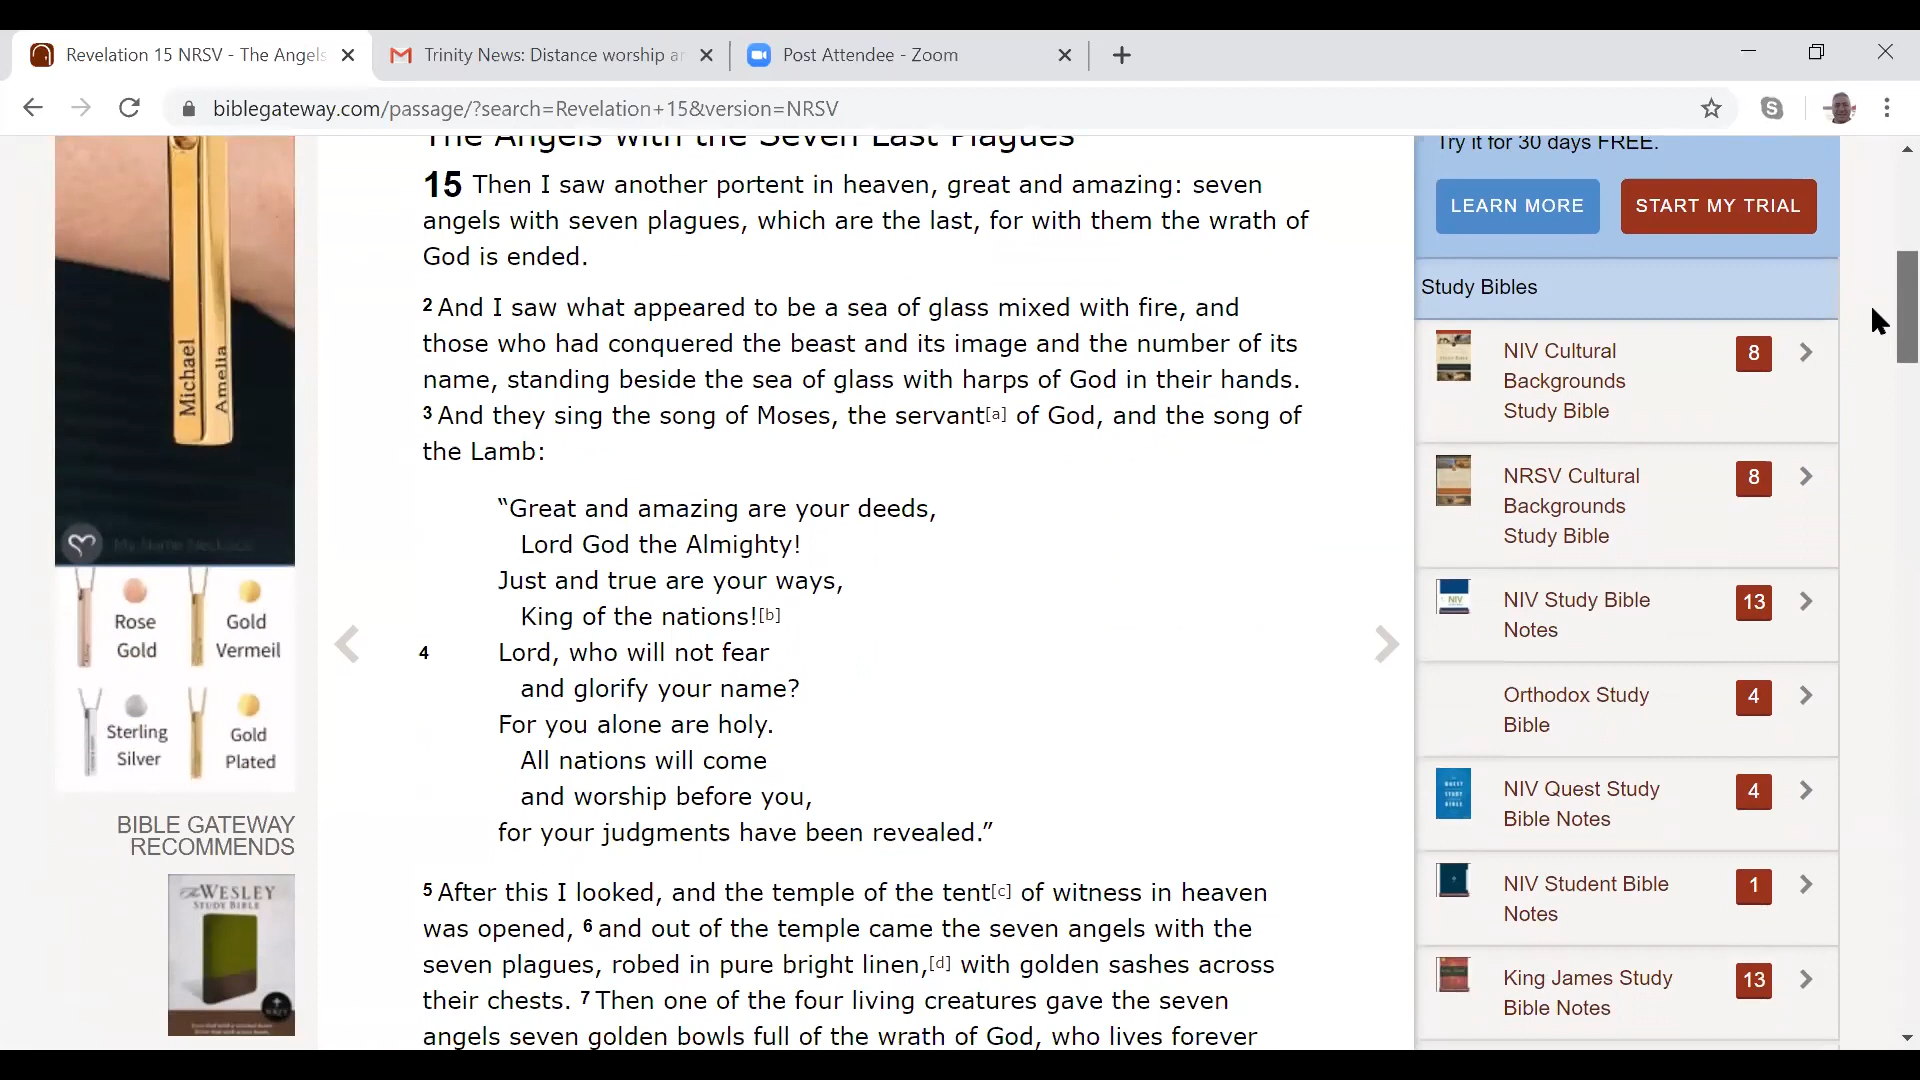 Revelation 15 NRSV - The Angels
Trinity News: Distance worship ar
Post Attendee - Zoom
biblegateway.com/passage/?search=Revelation+15&version=NRSV
The Angels with the Seven Last Plagues
15 Then I saw another portent in heaven, great and amazing: seven
angels with seven plagues, which are the last, for with them the wrath of
God is ended.
2 And I saw what appeared to be a sea of glass mixed with fire, and
those who had conquered the beast and its image and the number of its
name, standing beside the sea of glass with harps of God in their hands.
3 And they sing the song of Moses, the servant[a] of God, and the song of
the Lamb:
“Great and amazing are your deeds,
Lord God the Almighty!
Just and true are your ways,
King of the nations![b]
4 Lord, who will not fear
and glorify your name?
For you alone are holy.
All nations will come
and worship before you,
for your judgments have been revealed.”
5 After this I looked, and the temple of the tent[c] of witness in heaven
was opened, 6 and out of the temple came the seven angels with the
seven plagues, robed in pure bright linen,[d] with golden sashes across
their chests. 7 Then one of the four living creatures gave the seven
angels seven golden bowls full of the wrath of God, who lives forever
Michael
Amelia
My Name Necklace
Rose
Gold
Gold
Vermeil
Sterling
Silver
Gold
Plated
BIBLE GATEWAY
RECOMMENDS
The WESLEY
STUDY BIBLE
Try it for 30 days FREE.
LEARN MORE
START MY TRIAL
Study Bibles
NIV Cultural
Backgrounds
Study Bible
8
NRSV Cultural
Backgrounds
Study Bible
8
NIV Study Bible
Notes
13
Orthodox Study
Bible
4
NIV Quest Study
Bible Notes
4
NIV Student Bible
Notes
1
King James Study
Bible Notes
13